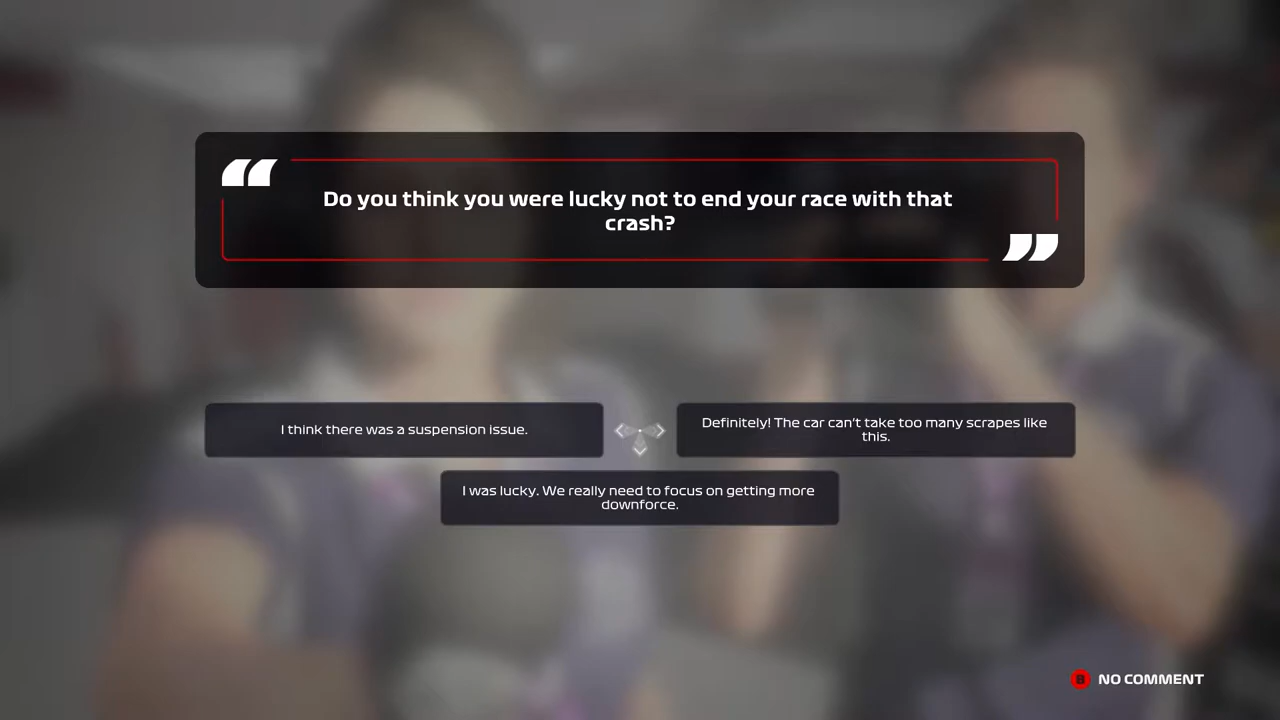 Do you think you were lucky not to end your race with that
crash?
I think there was a suspension issue.
Definitely! The car can't take too many scrapes like
this.
I was lucky. We really need to focus on getting more
downforce.
B NO COMMENT